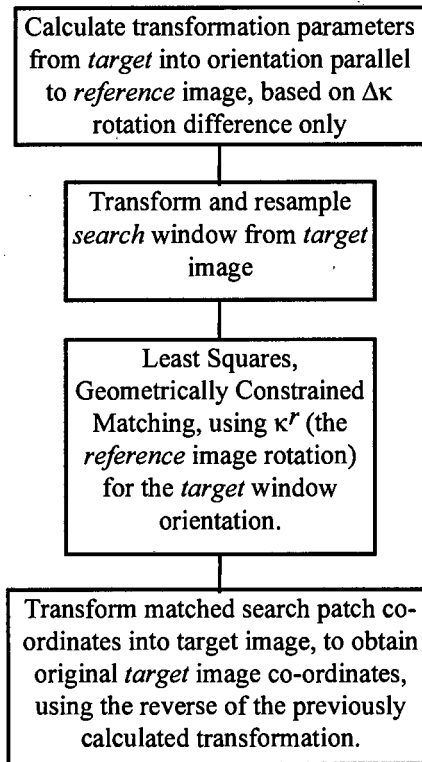 Calculate transformation parameters
from target into orientation parallel
to reference image, based on Δκ
rotation difference only
Transform and resample
search window from target
image
Least Squares,
Geometrically Constrained
Matching, using κʳ (the
reference image rotation)
for the target window
orientation.
Transform matched search patch co-
ordinates into target image, to obtain
original target image co-ordinates,
using the reverse of the previously
calculated transformation.